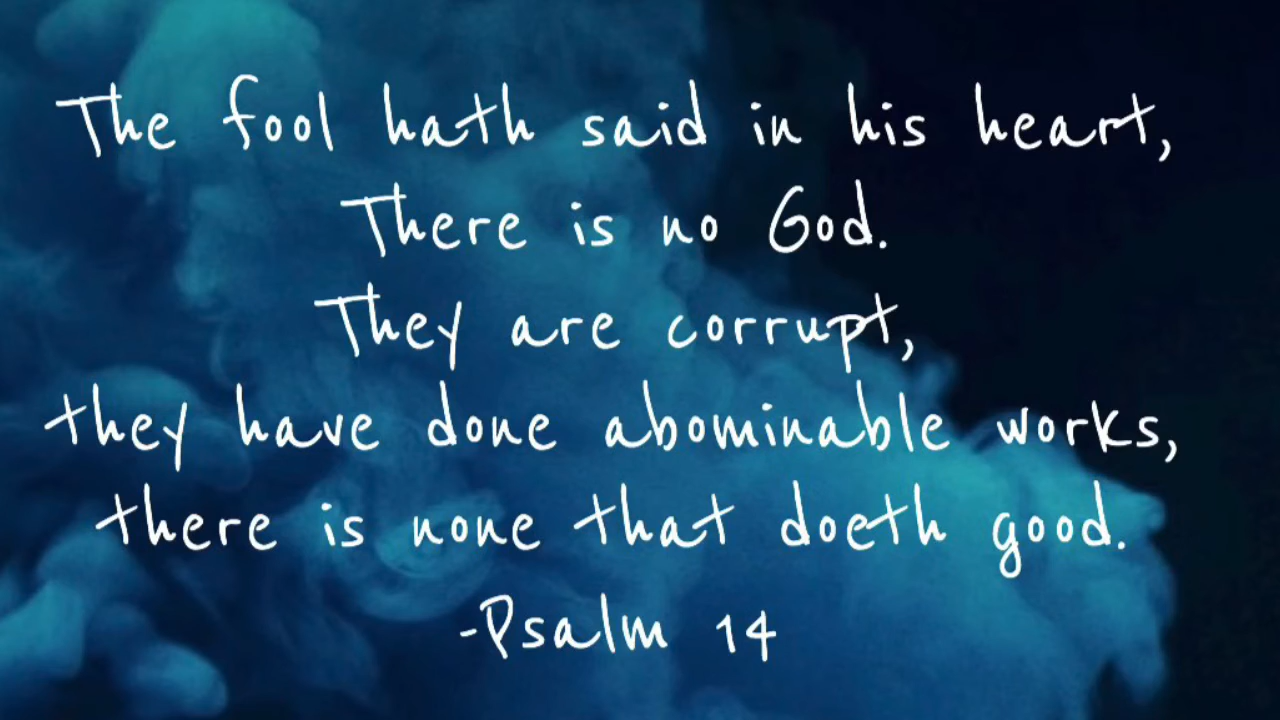 The fool hath said in his heart,
There is no God.
They are corrupt,
they have done abominable works,
there is none that doeth good.
-Psalm 14